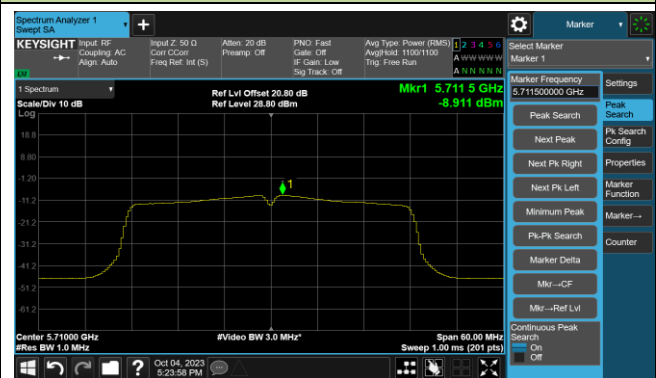 Spectrum Analyzer 1
Swept SA
+
Marker
KEYSIGHT
Input: RF
Coupling: AC
Align: Auto
Input Z: 50 Ω
Corr CCorr
Freq Ref: Int (S)
Atten: 20 dB
Preamp: Off
PNO: Fast
Gate: Off
IF Gain: Low
Sig Track: Off
Avg Type: Power (RMS)
Avg|Hold: 1100/1100
Trig: Free Run
1 2 3 4 5 6
A W W W W W
A N N N N N
LXI
Select Marker
Marker 1
1 Spectrum
Scale/Div 10 dB
Log
Ref Lvl Offset 20.80 dB
Ref Level 28.80 dBm
Mkr1 5.711 5 GHz
-8.911 dBm
18.8
8.80
-1.20
-11.2
-21.2
-31.2
-41.2
-51.2
-61.2
1
Center 5.71000 GHz
#Res BW 1.0 MHz
#Video BW 3.0 MHz*
Span 60.00 MHz
Sweep 1.00 ms (201 pts)
Marker Frequency
5.711500000 GHz
Peak Search
Next Peak
Next Pk Right
Next Pk Left
Minimum Peak
Pk-Pk Search
Marker Delta
Mkr→CF
Mkr→Ref Lvl
Continuous Peak
Search
On
Off
Settings
Peak
Search
Pk Search
Config
Properties
Marker
Function
Marker→
Counter
?
Oct 04, 2023
5:23:58 PM